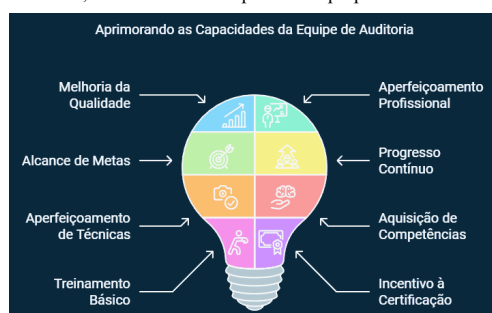 Aprimorando as Capacidades da Equipe de Auditoria
Melhoria da
Qualidade
Aperfeiçoamento
Profissional
Alcance de Metas
Progresso
Contínuo
Aperfeiçoamento
de Técnicas
Aquisição de
Competências
Treinamento
Básico
Incentivo à
Certificação